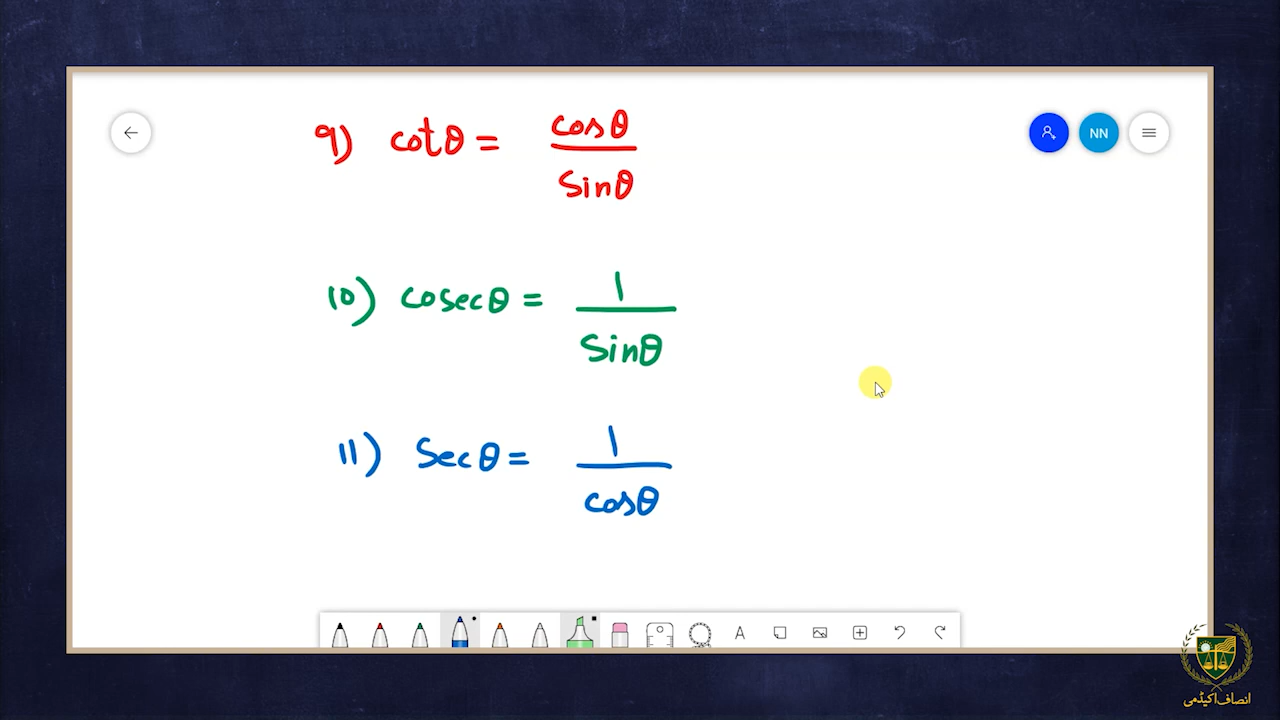 9) cotθ = cosθ / sinθ
NN
10) cosecθ = 1 / sinθ
11) secθ = 1 / cosθ
A
انصاف اکیڈمی